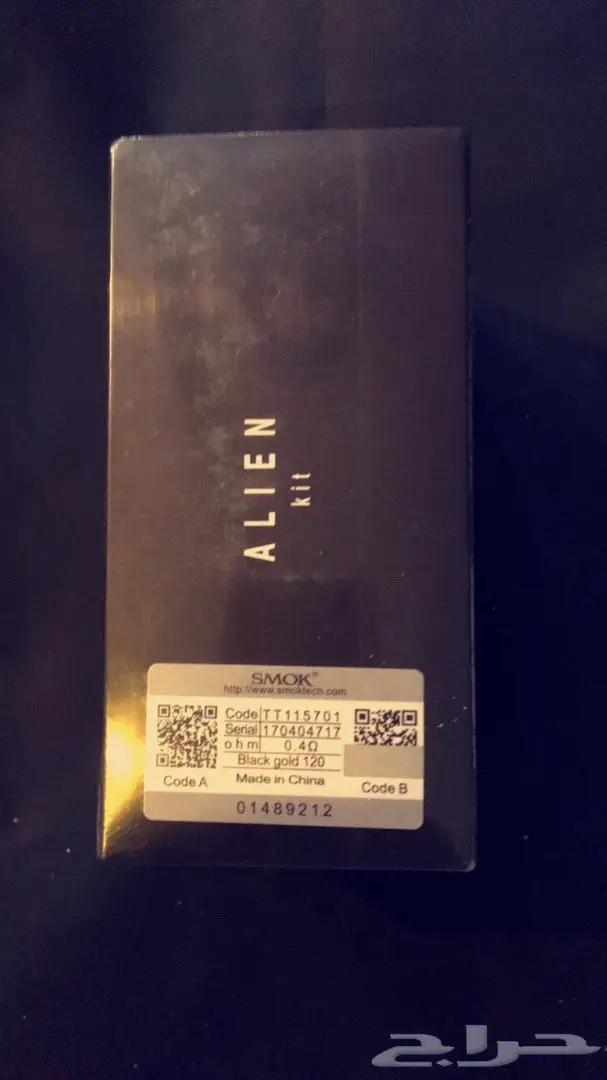 ALIEN
kit
SMOK®
http://www.smoktech.com
Code TT115701
Serial 170404717
ohm 0.4Ω
Black gold 120
Code A
Made in China
Code B
01489212
حراج